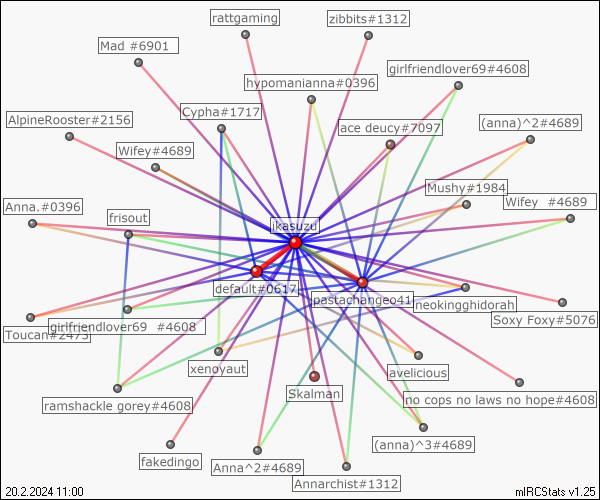 rattgaming
zibbits#1312
Mad #6901
girlfriendlover69#4608
hypomanianna#0396
Cypha#1717
AlpineRooster#2156
ace deucy#7097
(anna)^2#4689
Wifey#4689
Mushy#1984
Anna.#0396
Wifey #4689
frisout
ikasuzu
default#0617
pastachangeo41
neokingghidorah
Soxy Foxy#5076
girlfriendlover69 #4608
Toucan#2473
xenoyaut
avelicious
Skalman
no cops no laws no hope#4608
ramshackle gorey#4608
(anna)^3#4689
fakedingo
Anna^2#4689
Annarchist#1312
20.2.2024 11:00
mIRCStats v1.25